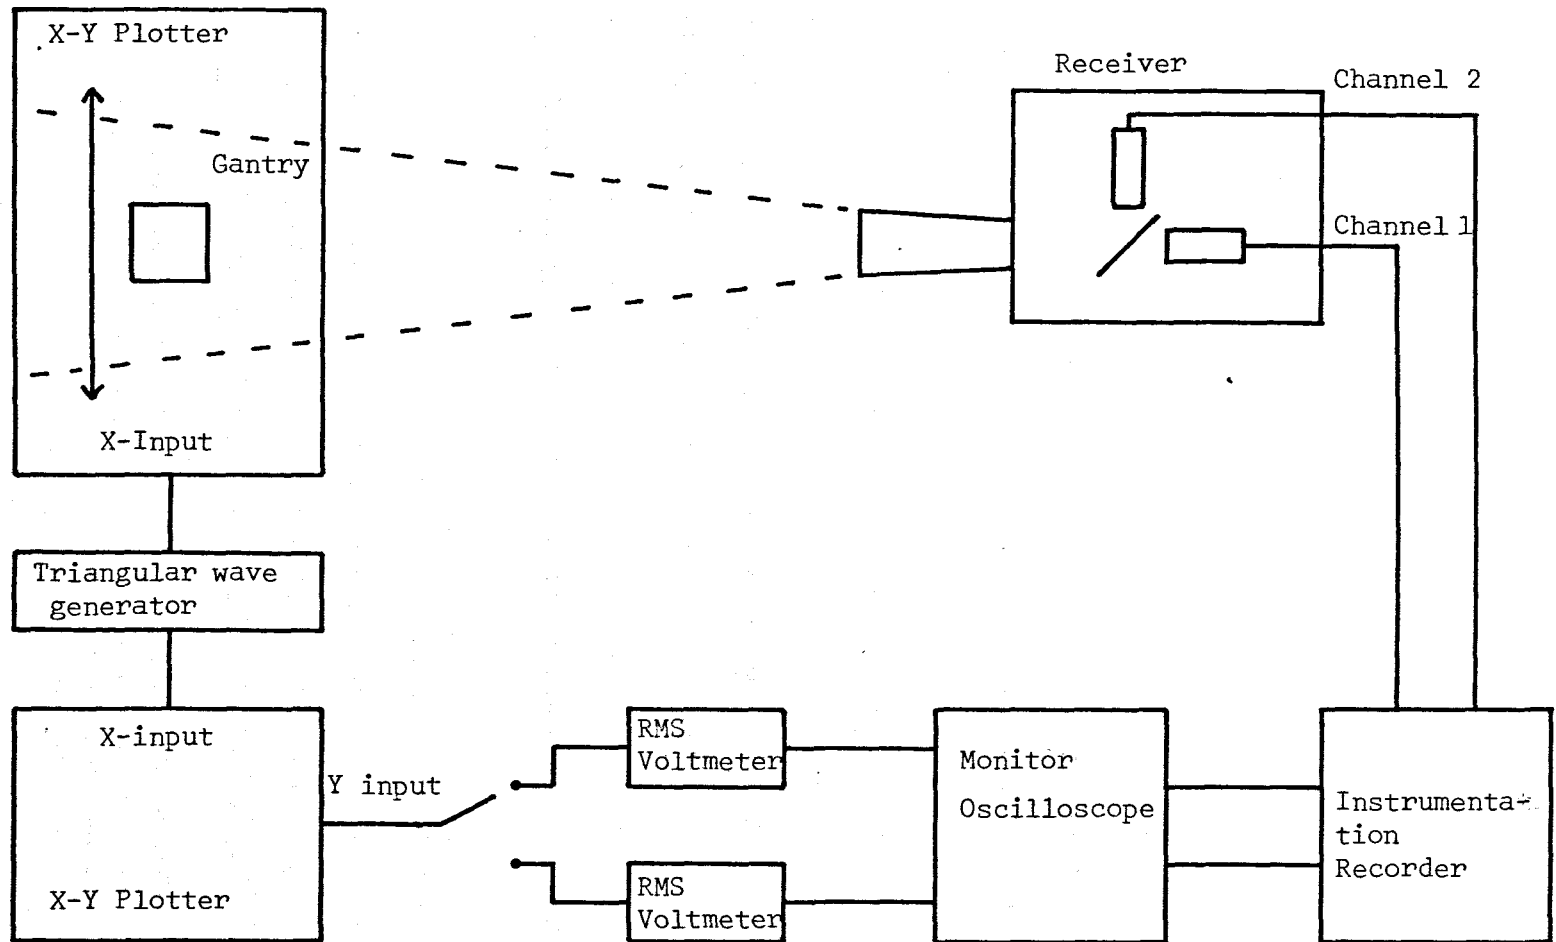 X-Y Plotter
Receiver
Channel 2
Gantry
Channel 1
X-Input
Triangular wave
generator
X-input
Y input
X-Y Plotter
RMS
Voltmeter
RMS
Voltmeter
Monitor
Oscilloscope
Instrumenta-
tion
Recorder